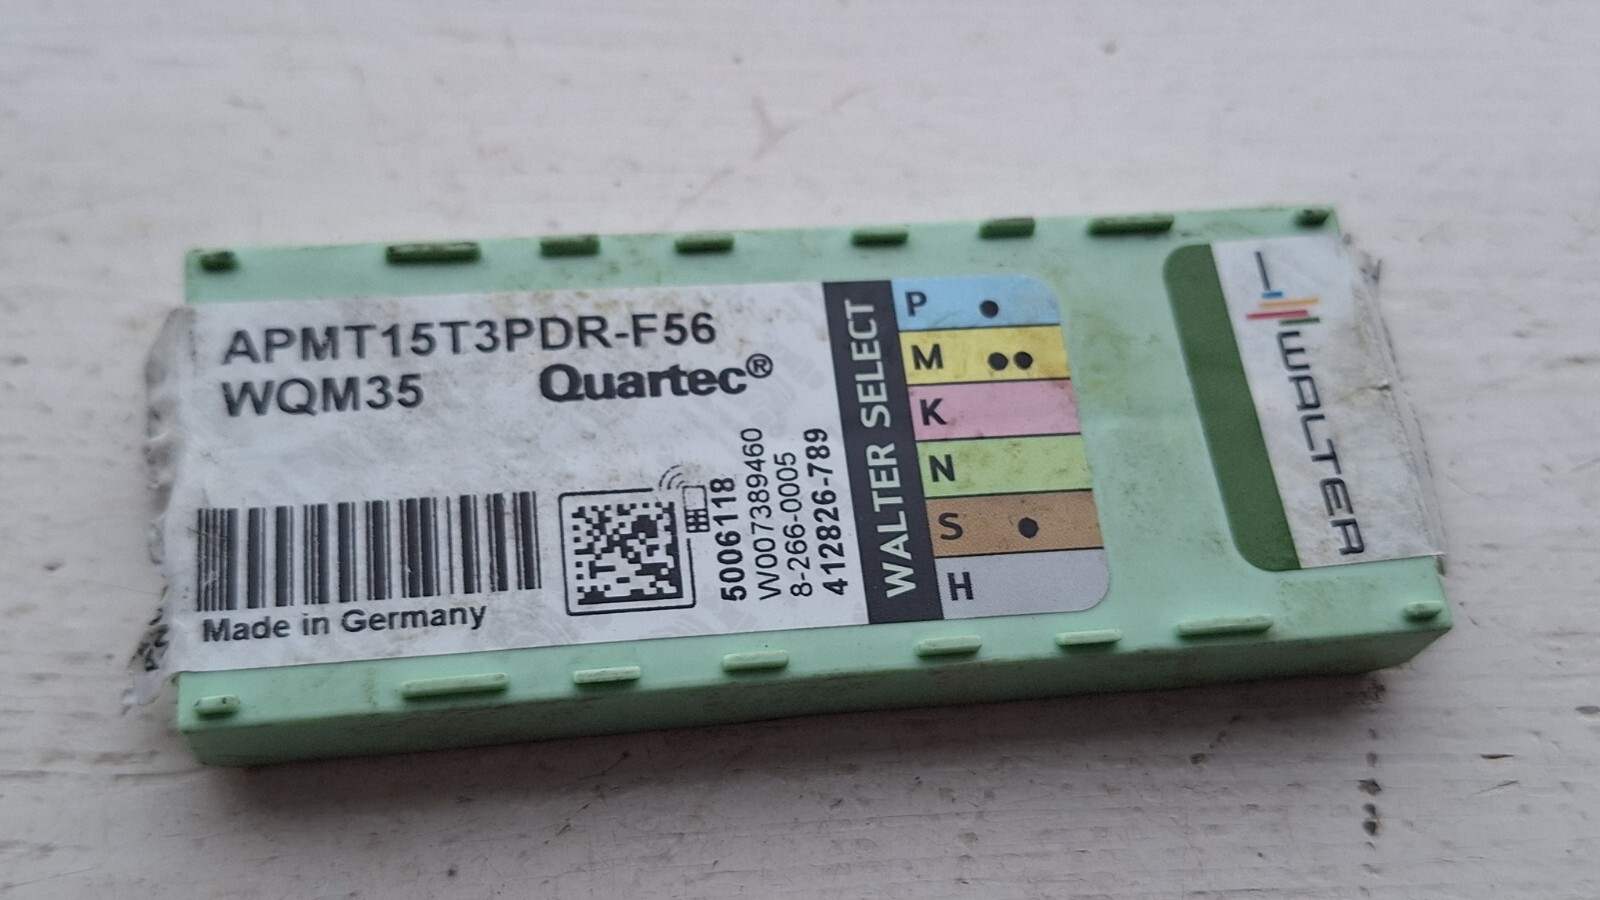 APMT15T3PDR-F56
WQM35
Quartec®
Made in Germany
5006118
W007389460
8-266-0005
412826-789
WALTER SELECT
P
M
K
N
S
H
WALTER